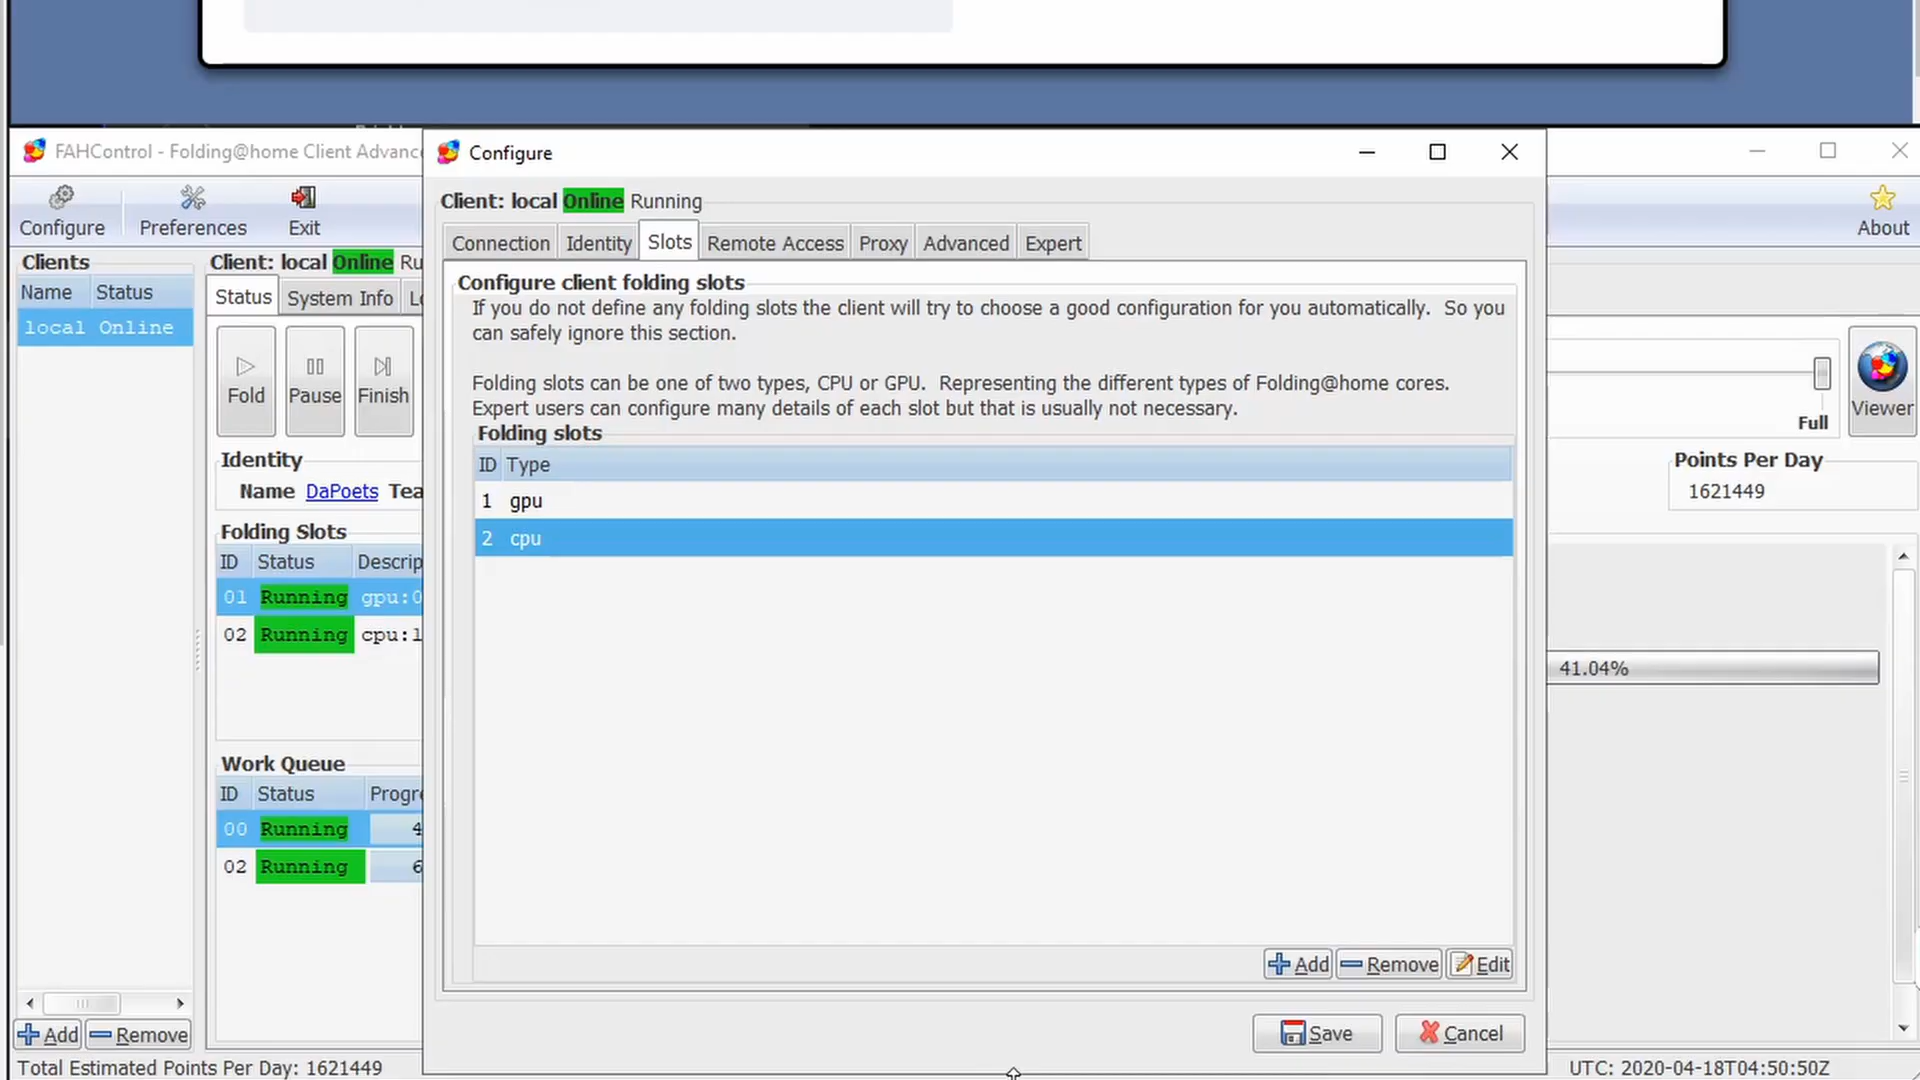 FAHControl - Folding@home Client Advanc
Configure
Preferences
Exit
About
Clients
Name Status
local Online
Client: local Online Ru
Status System Info
Fold Pause Finish
Identity
Name DaPoets Tea
Folding Slots
ID Status Descrip
01 Running gpu:0
02 Running cpu:1
Work Queue
ID Status Progre
00 Running 4
02 Running 6
Add Remove
Total Estimated Points Per Day: 1621449
Configure
Client: local Online Running
Connection Identity Slots Remote Access Proxy Advanced Expert
Configure client folding slots
If you do not define any folding slots the client will try to choose a good configuration for you automatically. So you
can safely ignore this section.
Folding slots can be one of two types, CPU or GPU. Representing the different types of Folding@home cores.
Expert users can configure many details of each slot but that is usually not necessary.
Folding slots
ID Type
1 gpu
2 cpu
Add Remove Edit
Save Cancel
Full
Viewer
Points Per Day
1621449
41.04%
UTC: 2020-04-18T04:50:50Z